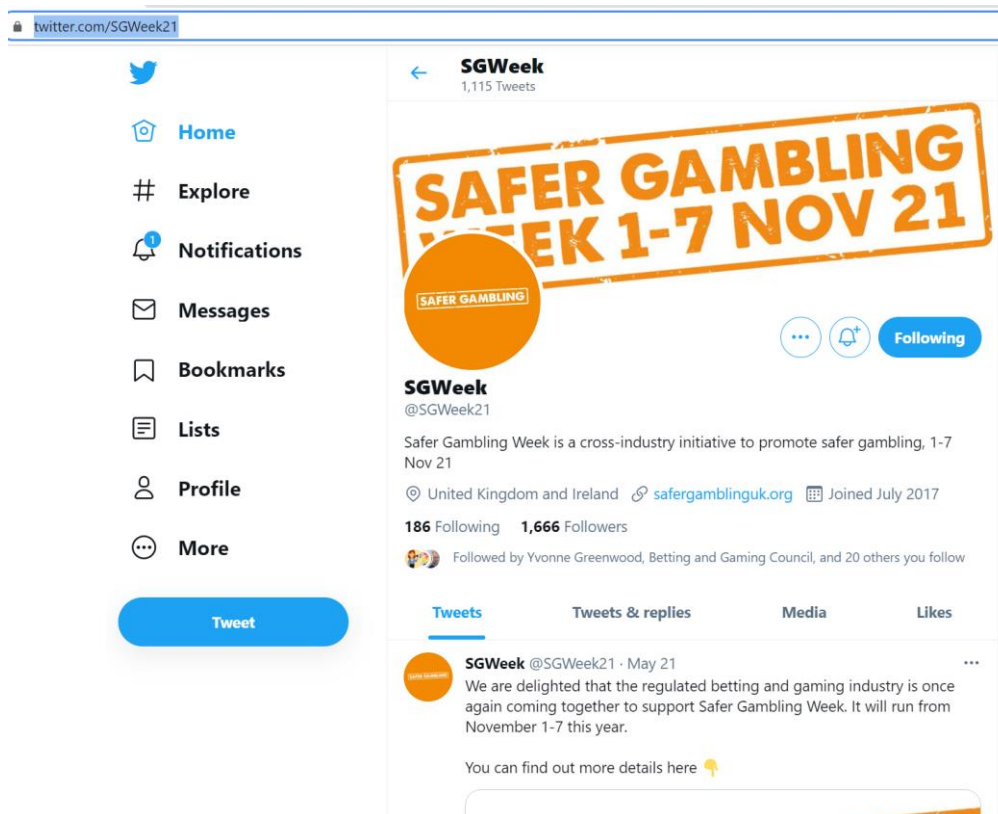 twitter.com/SGWeek21
SGWeek
1,115 Tweets
Home
Explore
1
Notifications
Messages
Bookmarks
Lists
Profile
More
Tweet
SAFER GAMBLING
WEEK 1-7 NOV 21
SAFER GAMBLING
Following
SGWeek
@SGWeek21
Safer Gambling Week is a cross-industry initiative to promote safer gambling, 1-7
Nov 21
United Kingdom and Ireland safergamblinguk.org Joined July 2017
186 Following 1,666 Followers
Followed by Yvonne Greenwood, Betting and Gaming Council, and 20 others you follow
Tweets Tweets & replies Media Likes
SAFER GAMBLING
SGWeek @SGWeek21 · May 21
We are delighted that the regulated betting and gaming industry is once
again coming together to support Safer Gambling Week. It will run from
November 1-7 this year.
You can find out more details here 👇